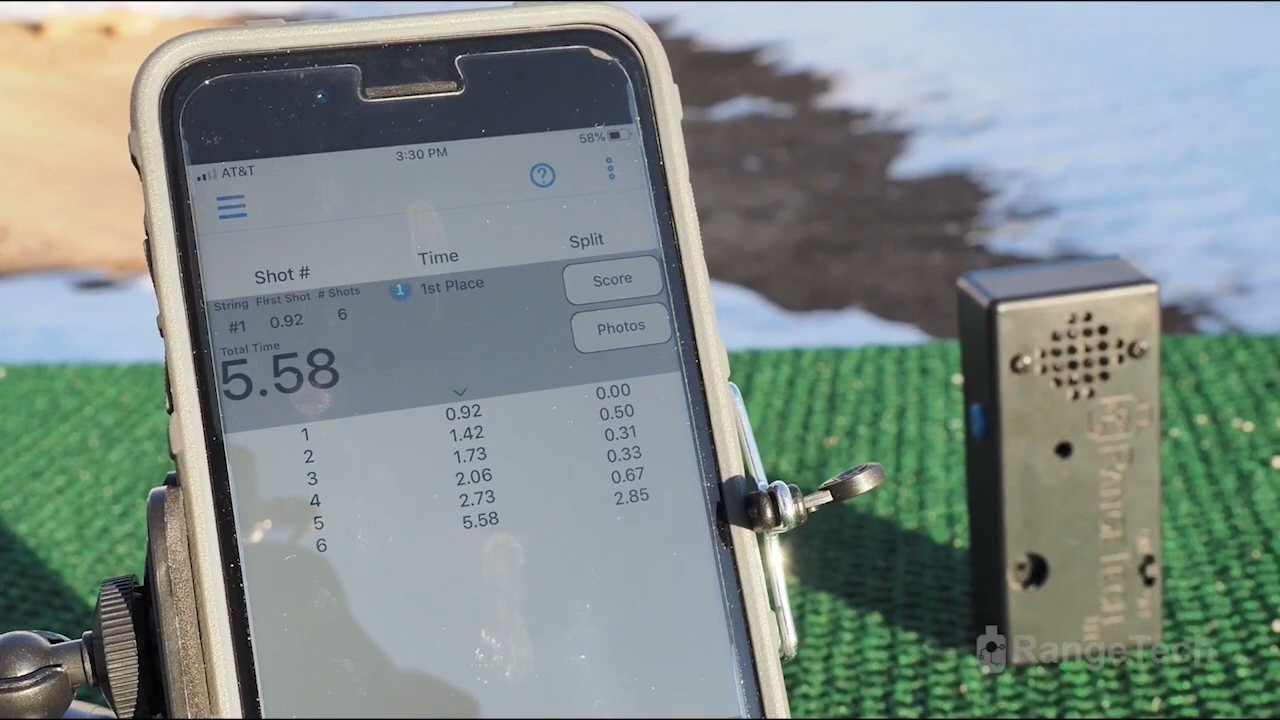 AT&T 3:30 PM 58%
?
Shot # Time Split
String First Shot # Shots 1 1st Place Score
#1 0.92 6
Photos
Total Time
5.58
1 0.92 0.00
2 1.42 0.50
3 1.73 0.31
4 2.06 0.33
5 2.73 0.67
6 5.58 2.85
Range Tech
RangeTech